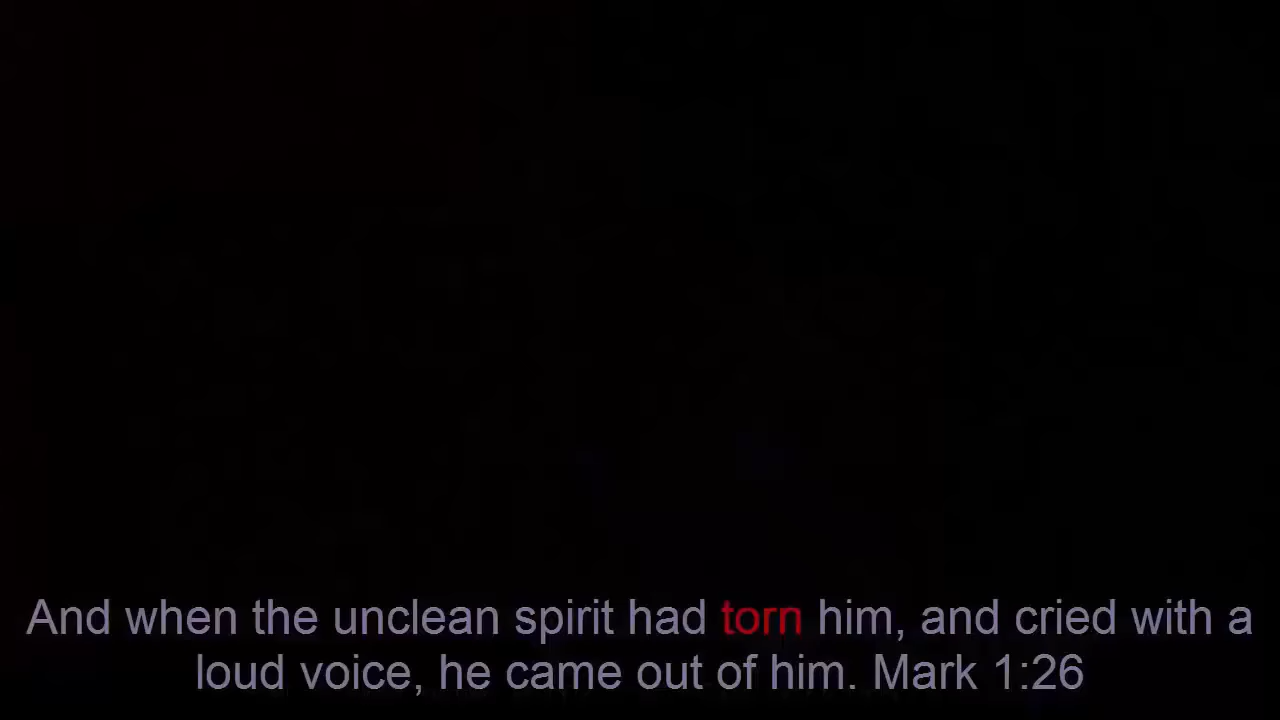 And when the unclean spirit had torn him, and cried with a
loud voice, he came out of him. Mark 1:26